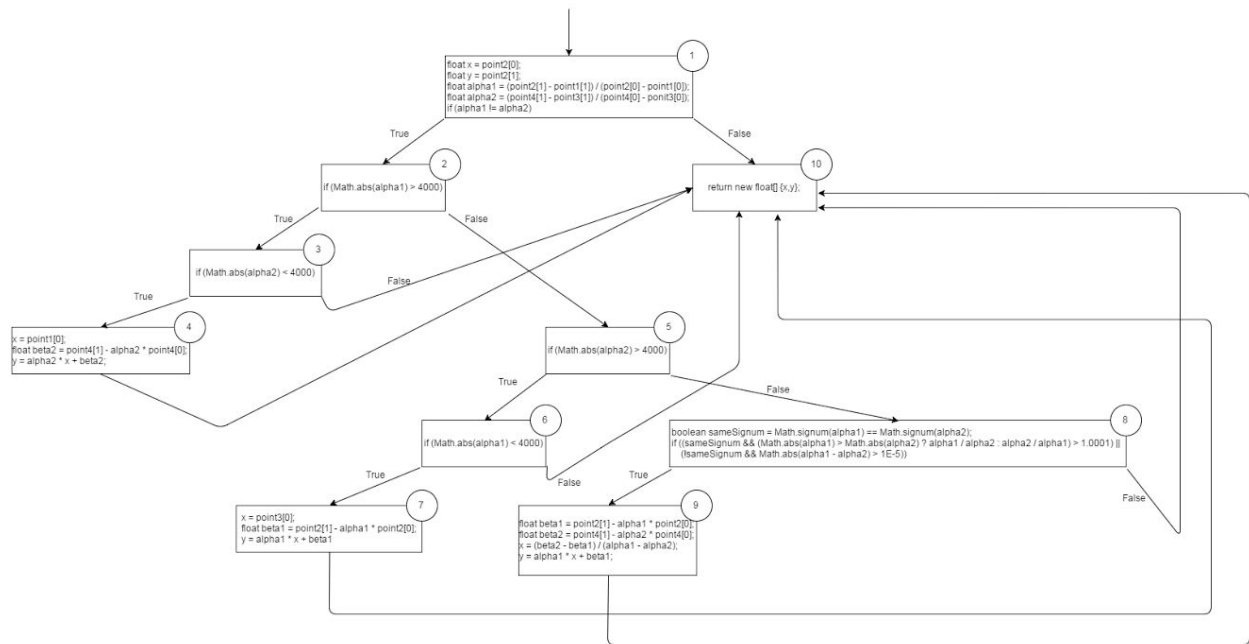 1
float x = point2[0];
float y = point2[1];
float alpha1 = (point2[1] - point1[1]) / (point2[0] - point1[0]);
float alpha2 = (point4[1] - point3[1]) / (point4[0] - ponit3[0]);
if (alpha1 != alpha2)
True
False
2
if (Math.abs(alpha1) > 4000)
10
return new float[] {x,y};
True
False
3
if (Math.abs(alpha2) < 4000)
True
False
4
x = point1[0];
float beta2 = point4[1] - alpha2 * point4[0];
y = alpha2 * x + beta2;
5
if (Math.abs(alpha2) > 4000)
True
False
6
if (Math.abs(alpha1) < 4000)
8
boolean sameSignum = Math.signum(alpha1) == Math.signum(alpha2);
if ((sameSignum && (Math.abs(alpha1) > Math.abs(alpha2) ? alpha1 / alpha2 : alpha2 / alpha1) > 1.0001) ||
(!sameSignum && Math.abs(alpha1 - alpha2) > 1E-5))
True
False
True
False
7
x = point3[0];
float beta1 = point2[1] - alpha1 * point2[0];
y = alpha1 * x + beta1
9
float beta1 = point2[1] - alpha1 * point2[0];
float beta2 = point4[1] - alpha2 * point4[0];
x = (beta2 - beta1) / (alpha1 - alpha2);
y = alpha1 * x + beta1;